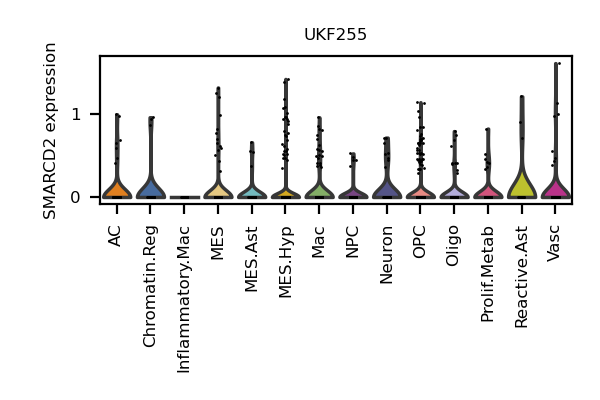 UKF255
SMARCD2 expression
1
0
AC
Chromatin.Reg
Inflammatory.Mac
MES
MES.Ast
MES.Hyp
Mac
NPC
Neuron
OPC
Oligo
Prolif.Metab
Reactive.Ast
Vasc